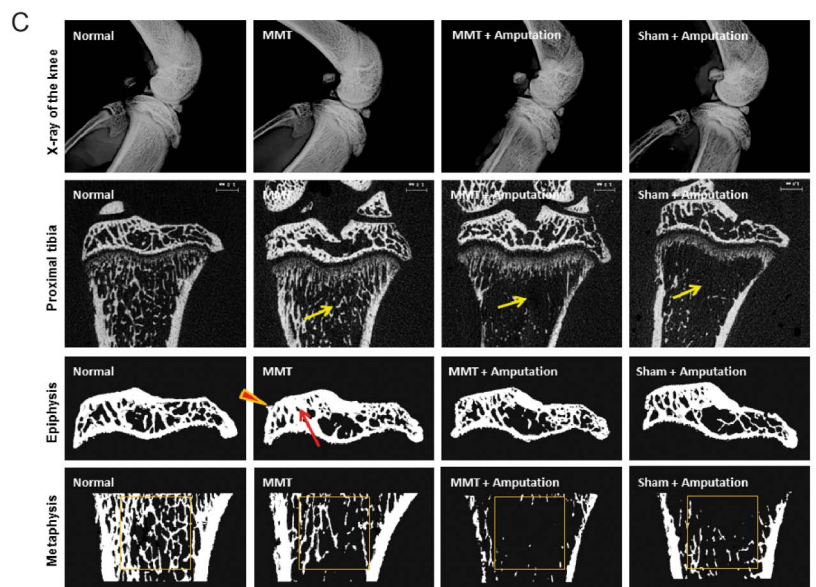 C
X-ray of the knee
Normal
MMT
MMT + Amputation
Sham + Amputation
Proximal tibia
Normal
MMT
MMT + Amputation
Sham + Amputation
Epiphysis
Normal
MMT
MMT + Amputation
Sham + Amputation
Metaphysis
Normal
MMT
MMT + Amputation
Sham + Amputation